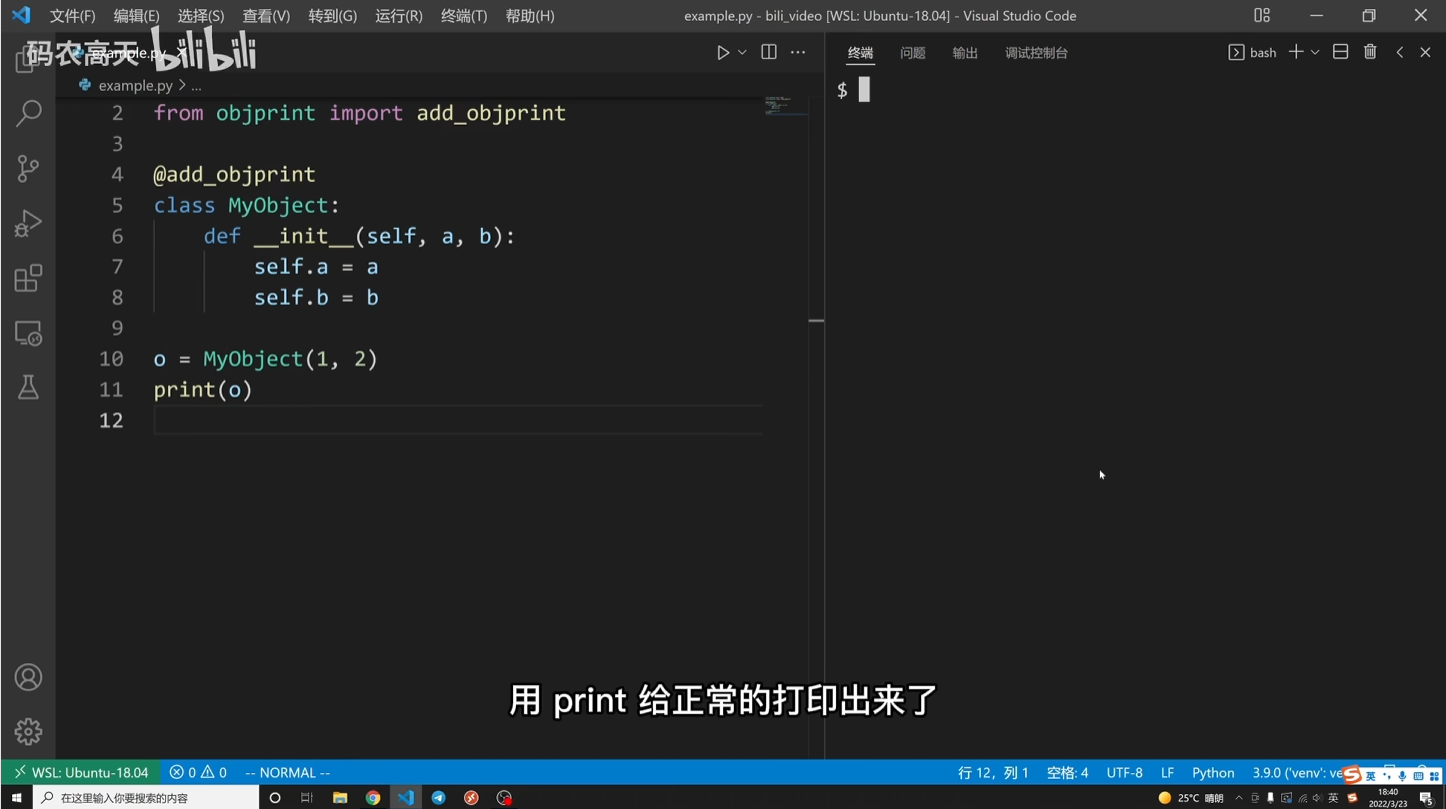 文件(F) 编辑(E) 选择(S) 查看(V) 转到(G) 运行(R) 终端(T) 帮助(H) example.py - bili_video [WSL: Ubuntu-18.04] - Visual Studio Code
码农高天 bilibili
example.py
终端 问题 输出 调试控制台 bash
example.py > ...
$
2 from objprint import add_objprint
3
4 @add_objprint
5 class MyObject:
6 def __init__(self, a, b):
7 self.a = a
8 self.b = b
9
10 o = MyObject(1, 2)
11 print(o)
12
用 print 给正常的打印出来了
WSL: Ubuntu-18.04 0 0 -- NORMAL -- 行 12，列 1 空格: 4 UTF-8 LF Python 3.9.0 ('venv': ve 英
在这里输入你要搜索的内容 25°C 晴朗 英 18:40
2022/3/23